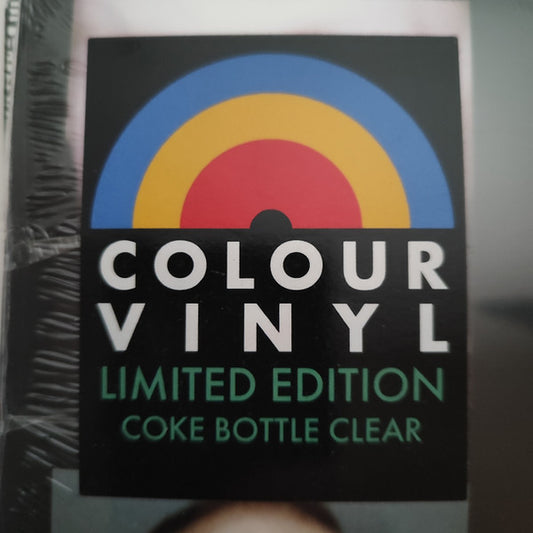 COLOUR
VINYL
LIMITED EDITION
COKE BOTTLE CLEAR